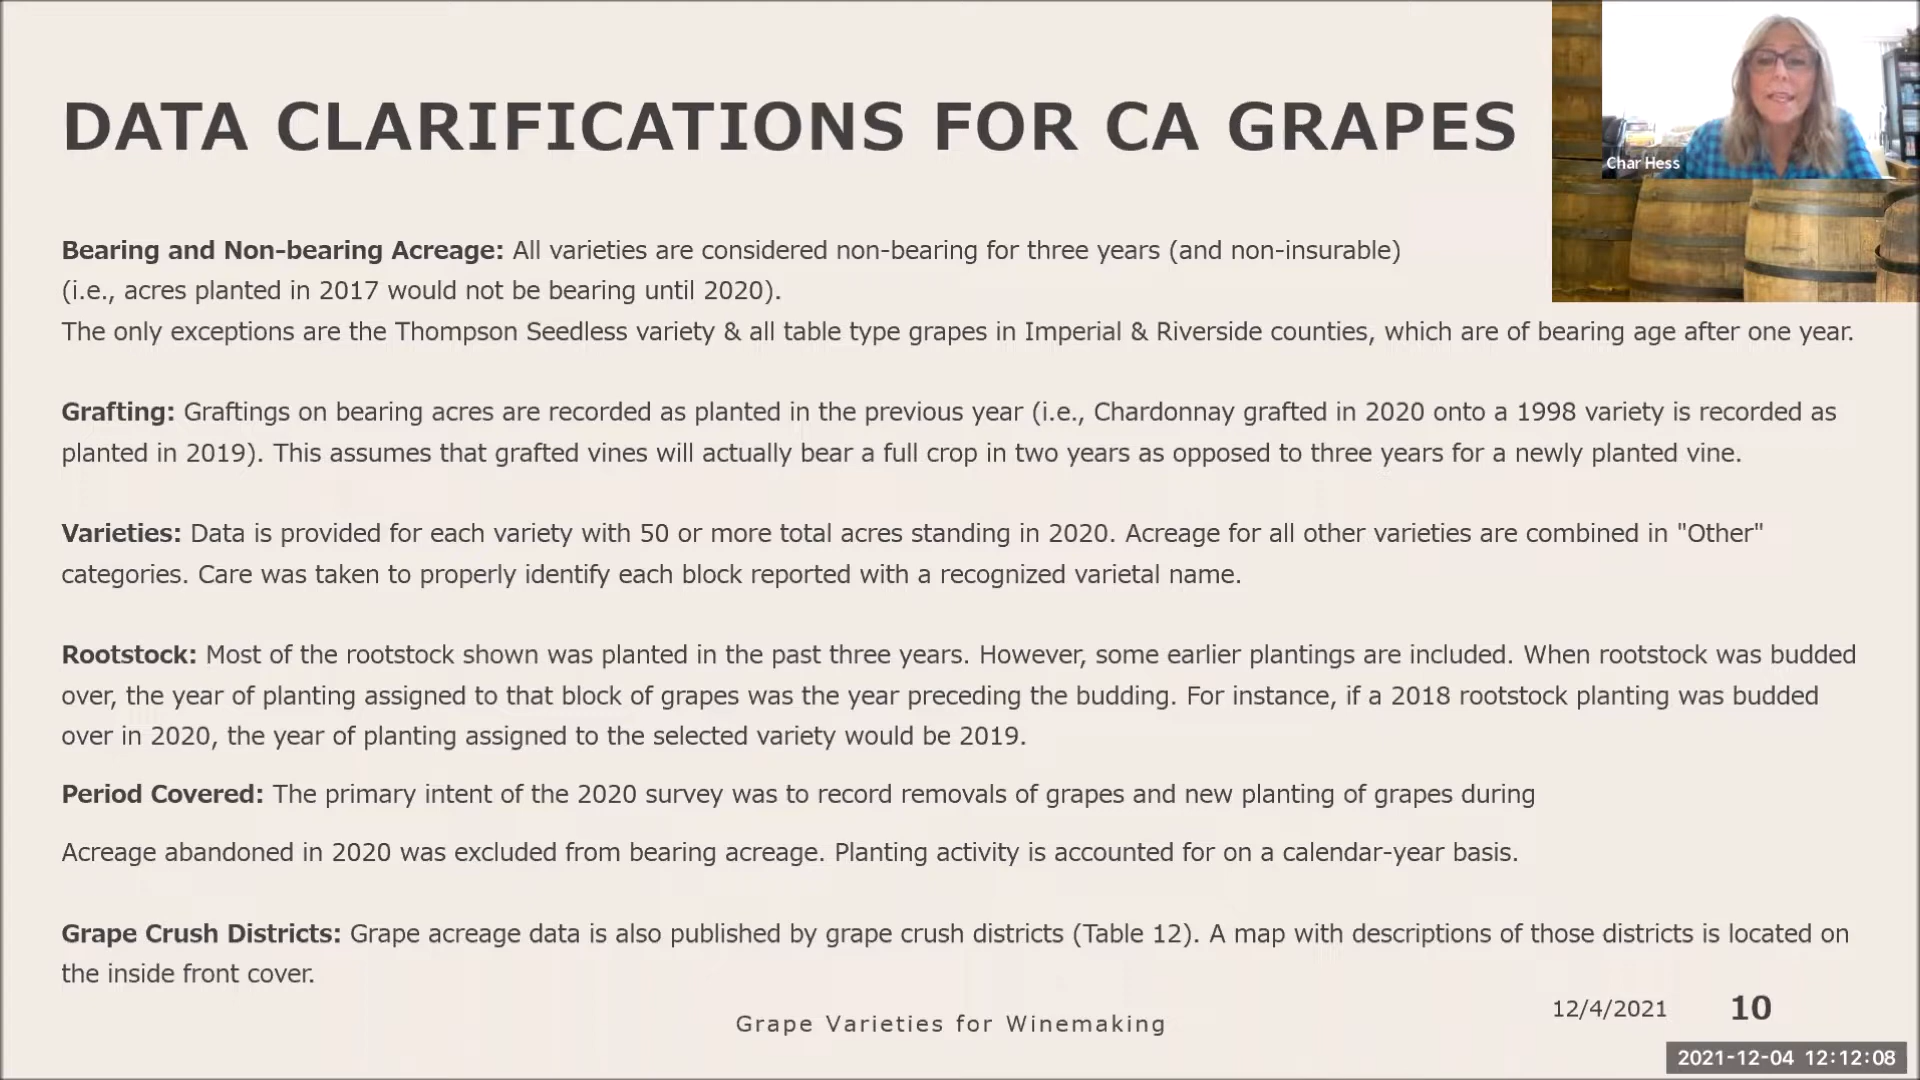 DATA CLARIFICATIONS FOR CA GRAPES
Char Hess
Bearing and Non-bearing Acreage: All varieties are considered non-bearing for three years (and non-insurable)
(i.e., acres planted in 2017 would not be bearing until 2020).
The only exceptions are the Thompson Seedless variety & all table type grapes in Imperial & Riverside counties, which are of bearing age after one year.
Grafting: Graftings on bearing acres are recorded as planted in the previous year (i.e., Chardonnay grafted in 2020 onto a 1998 variety is recorded as
planted in 2019). This assumes that grafted vines will actually bear a full crop in two years as opposed to three years for a newly planted vine.
Varieties: Data is provided for each variety with 50 or more total acres standing in 2020. Acreage for all other varieties are combined in "Other"
categories. Care was taken to properly identify each block reported with a recognized varietal name.
Rootstock: Most of the rootstock shown was planted in the past three years. However, some earlier plantings are included. When rootstock was budded
over, the year of planting assigned to that block of grapes was the year preceding the budding. For instance, if a 2018 rootstock planting was budded
over in 2020, the year of planting assigned to the selected variety would be 2019.
Period Covered: The primary intent of the 2020 survey was to record removals of grapes and new planting of grapes during
Acreage abandoned in 2020 was excluded from bearing acreage. Planting activity is accounted for on a calendar-year basis.
Grape Crush Districts: Grape acreage data is also published by grape crush districts (Table 12). A map with descriptions of those districts is located on
the inside front cover.
Grape Varieties for Winemaking
12/4/2021
10
2021-12-04 12:12:08